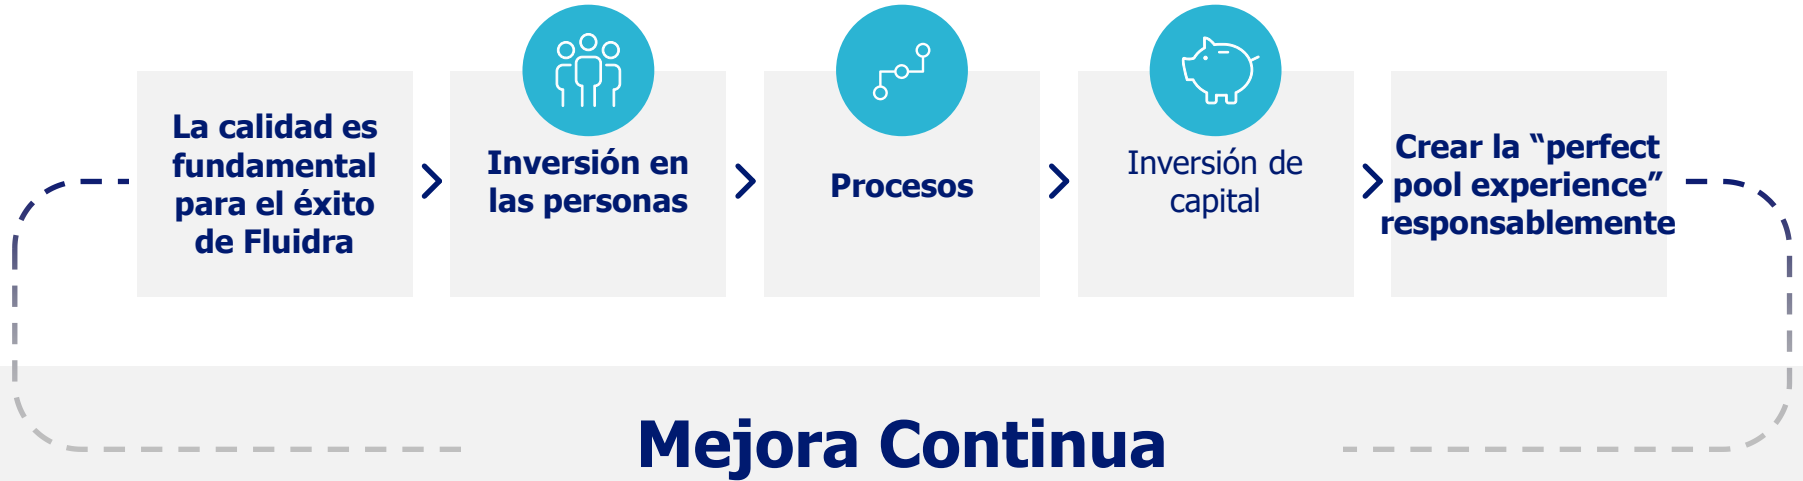 La calidad es
fundamental
para el éxito
de Fluidra
Inversión en
las personas
Procesos
Inversión de
capital
Crear la “perfect
pool experience”
responsablemente
Mejora Continua